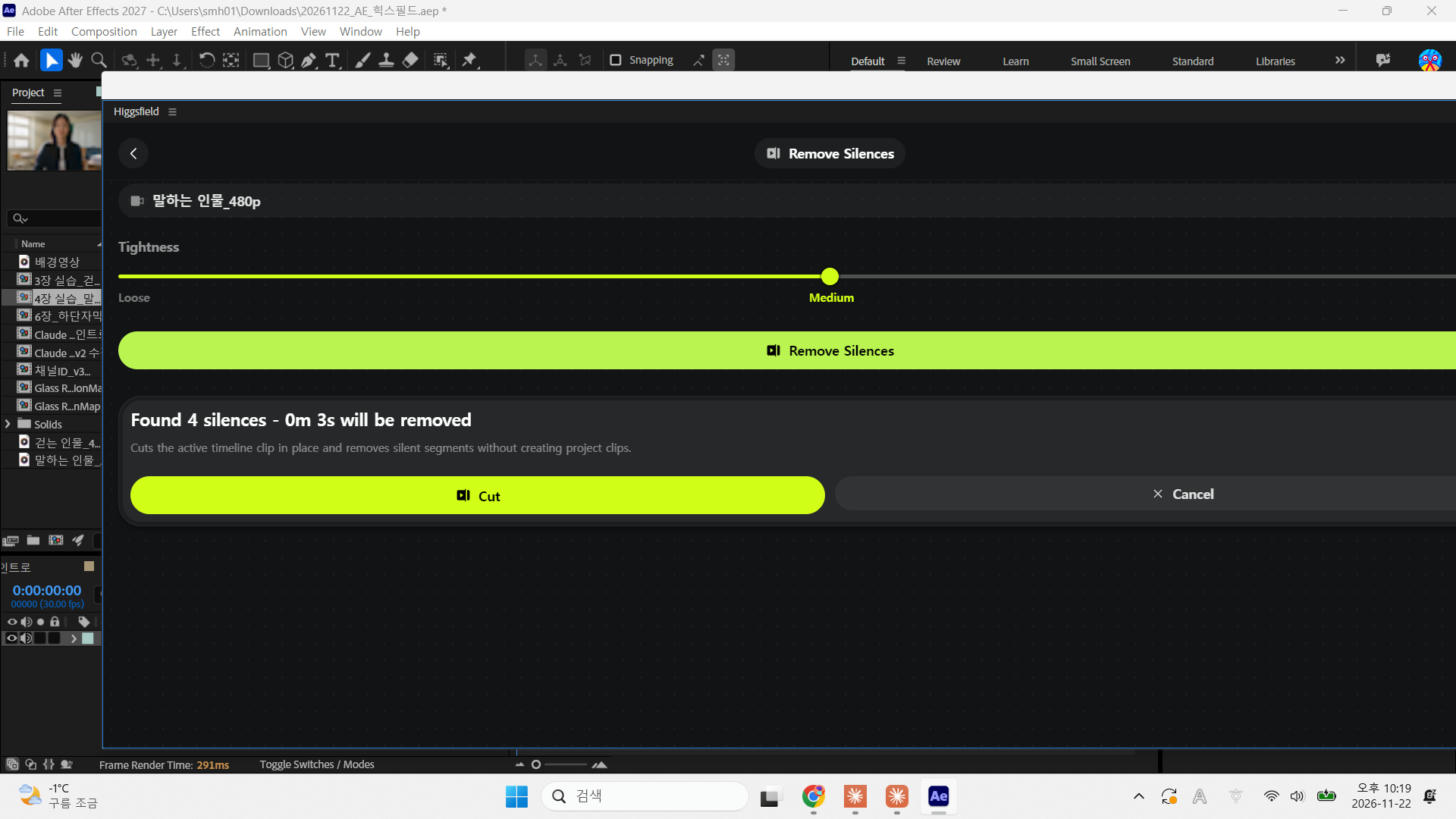 Adobe After Effects 2027 - C:\Users\smh01\Downloads\20261122_AE_힉스필드.aep *
File Edit Composition Layer Effect Animation View Window Help
Snapping
Default
Review
Learn
Small Screen
Standard
Libraries
Project
Higgsfield
Remove Silences
말하는 인물_480p
Tightness
Loose
Medium
Remove Silences
Found 4 silences - 0m 3s will be removed
Cuts the active timeline clip in place and removes silent segments without creating project clips.
Cut
Cancel
Name
배경영상
3장 실습_걷...
4장 실습_말...
6장_하단자막
Claude _인트로
Claude _v2 수
채널ID_v3...
Glass R...ionMa
Glass R...nMap
Solids
걷는 인물_4...
말하는 인물_...
인트로
0:00:00:00
00000 (30.00 fps)
Frame Render Time: 291ms
Toggle Switches / Modes
-1°C
구름 조금
검색
Ae
오후 10:19
2026-11-22